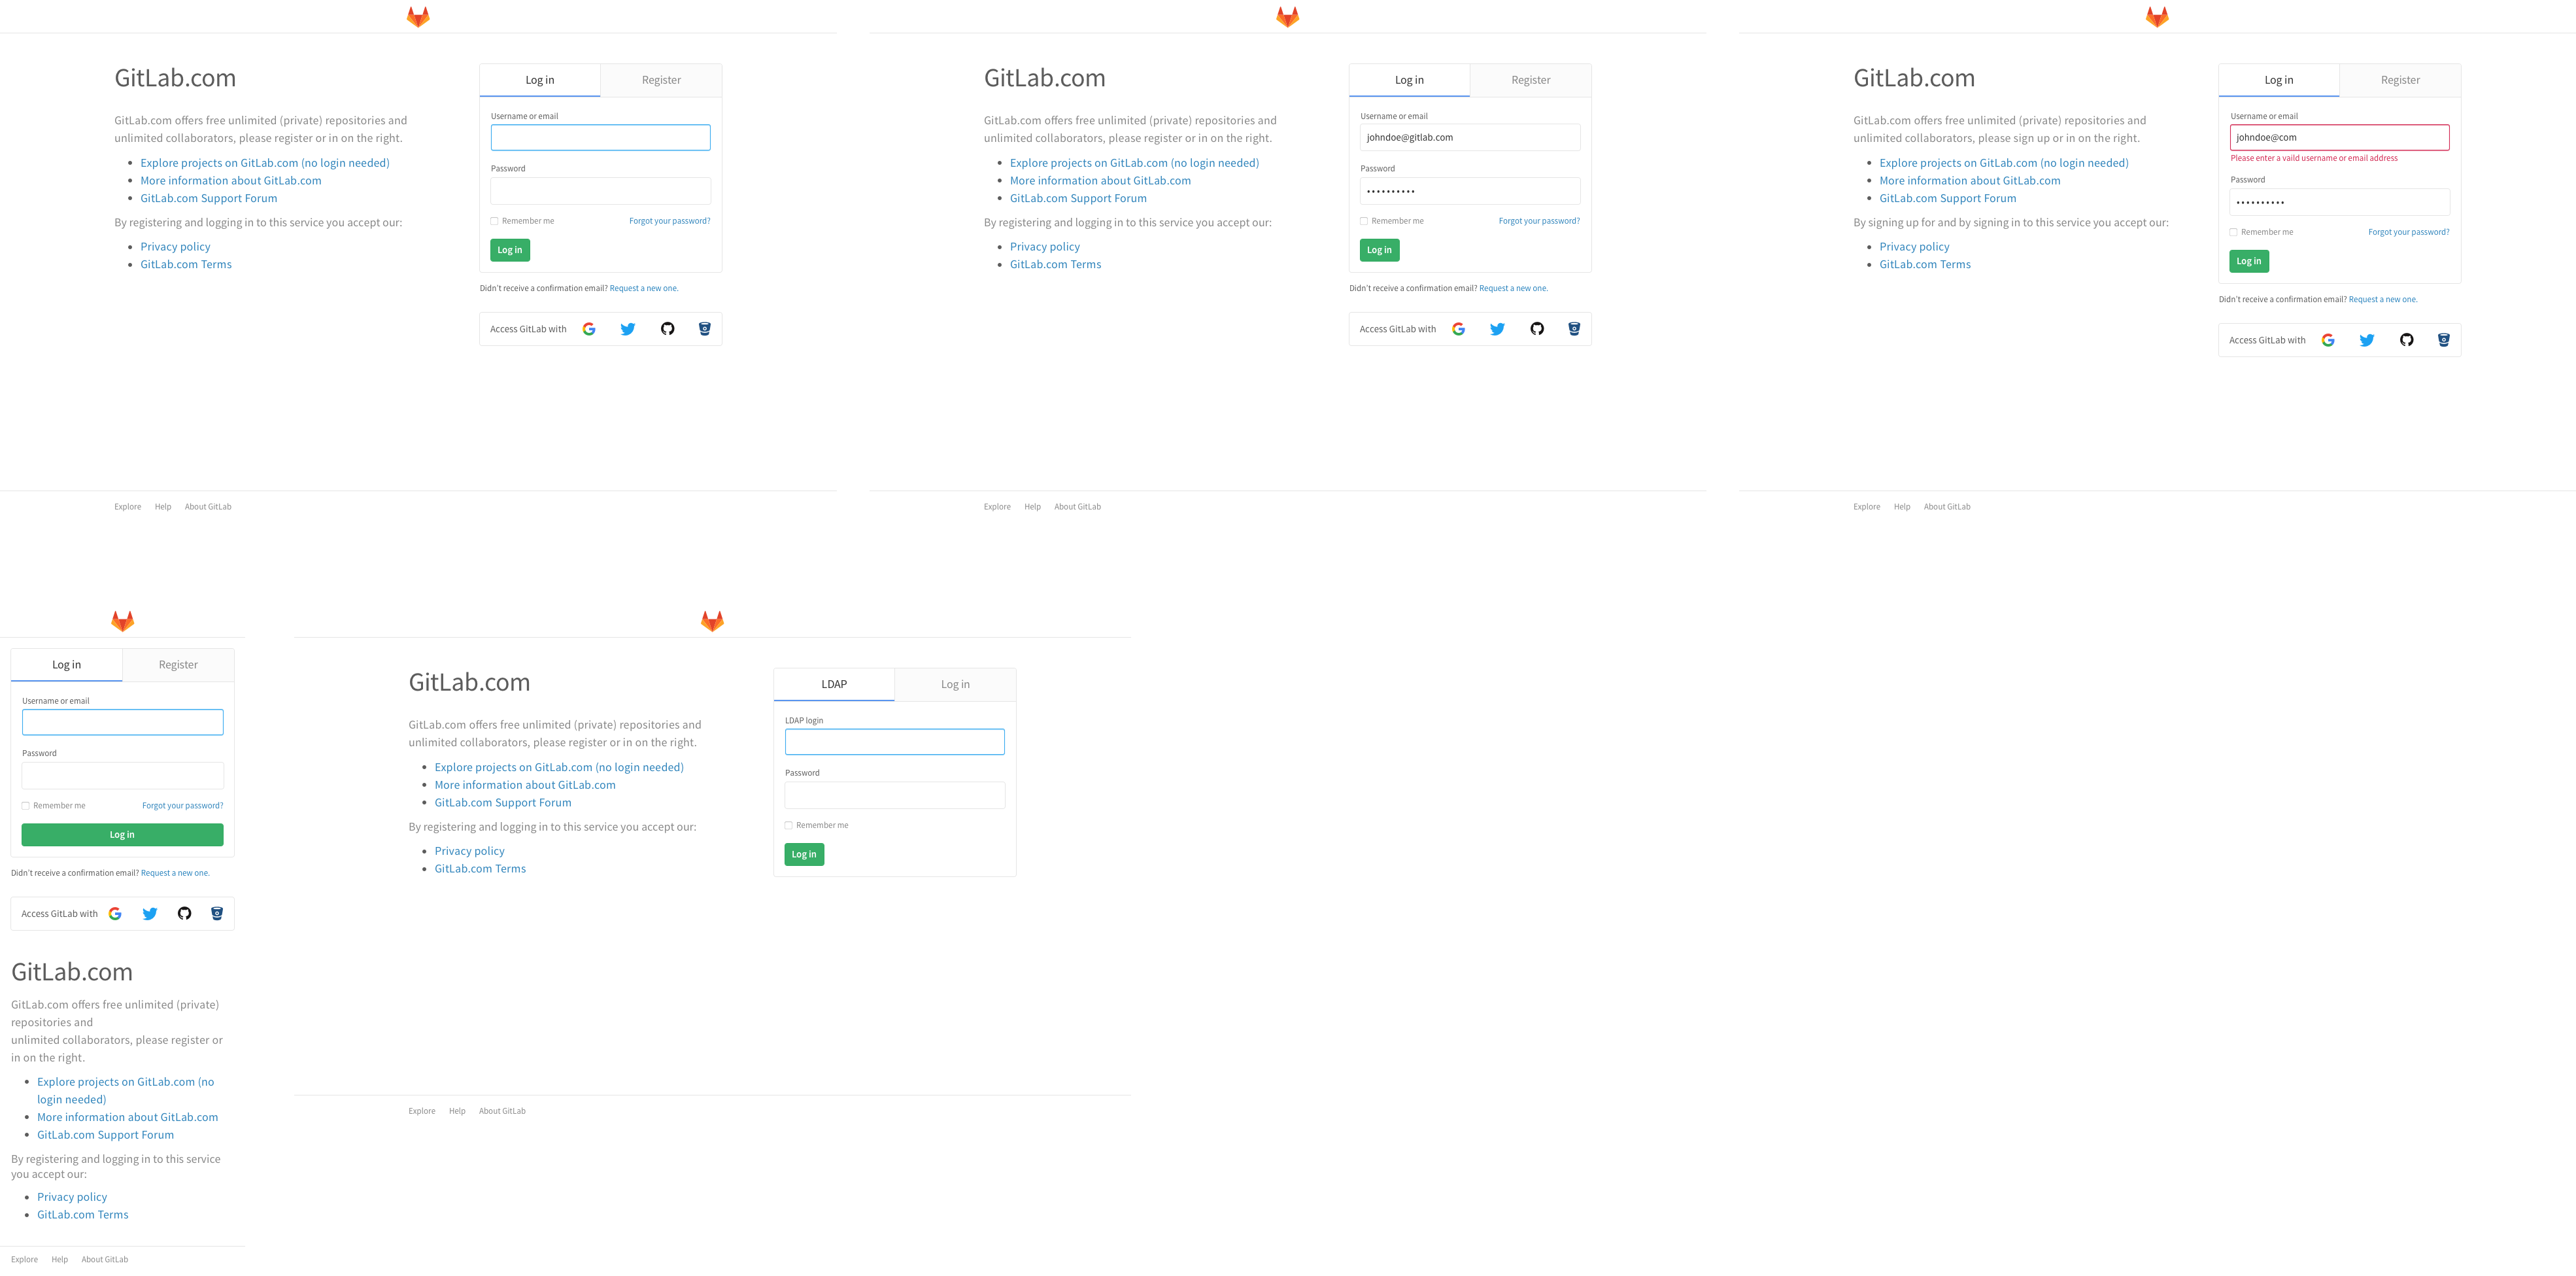 GitLab.com
GitLab.com offers free unlimited (private) repositories and
unlimited collaborators, please register or in on the right.
Explore projects on GitLab.com (no login needed)
More information about GitLab.com
GitLab.com Support Forum
By registering and logging in to this service you accept our:
Privacy policy
GitLab.com Terms
Log in Register
Username or email
Password
Remember me Forgot your password?
Log in
Didn't receive a confirmation email? Request a new one.
Access GitLab with
Explore Help About GitLab
GitLab.com
GitLab.com offers free unlimited (private) repositories and
unlimited collaborators, please register or in on the right.
Explore projects on GitLab.com (no login needed)
More information about GitLab.com
GitLab.com Support Forum
By registering and logging in to this service you accept our:
Privacy policy
GitLab.com Terms
Log in Register
Username or email
johndoe@gitlab.com
Password
••••••••••
Remember me Forgot your password?
Log in
Didn't receive a confirmation email? Request a new one.
Access GitLab with
Explore Help About GitLab
GitLab.com
GitLab.com offers free unlimited (private) repositories and
unlimited collaborators, please sign up or in on the right.
Explore projects on GitLab.com (no login needed)
More information about GitLab.com
GitLab.com Support Forum
By signing up for and by signing in to this service you accept our:
Privacy policy
GitLab.com Terms
Log in Register
Username or email
johndoe@com
Please enter a vaild username or email address
Password
••••••••••
Remember me Forgot your password?
Log in
Didn't receive a confirmation email? Request a new one.
Access GitLab with
Explore Help About GitLab
Log in Register
Username or email
Password
Remember me Forgot your password?
Log in
Didn't receive a confirmation email? Request a new one.
Access GitLab with
GitLab.com
GitLab.com offers free unlimited (private)
repositories and
unlimited collaborators, please register or
in on the right.
Explore projects on GitLab.com (no
login needed)
More information about GitLab.com
GitLab.com Support Forum
By registering and logging in to this service
you accept our:
Privacy policy
GitLab.com Terms
Explore Help About GitLab
GitLab.com
GitLab.com offers free unlimited (private) repositories and
unlimited collaborators, please register or in on the right.
Explore projects on GitLab.com (no login needed)
More information about GitLab.com
GitLab.com Support Forum
By registering and logging in to this service you accept our:
Privacy policy
GitLab.com Terms
LDAP Log in
LDAP login
Password
Remember me
Log in
Explore Help About GitLab